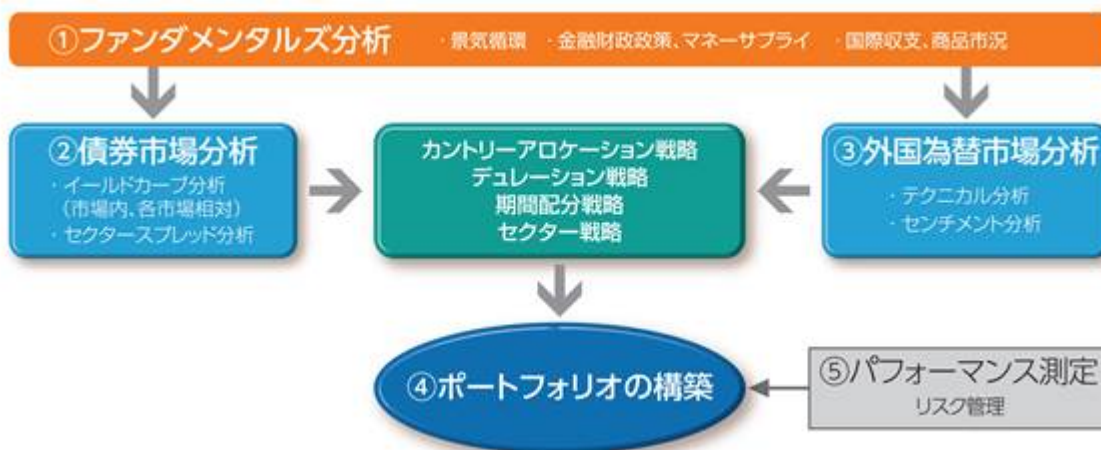 ①ファンダメンタルズ分析 ・景気循環 ・金融財政政策、マネーサプライ ・国際収支、商品市況
②債券市場分析
・イールドカーブ分析
（市場内、各市場相対）
・セクタースプレッド分析
カントリーアロケーション戦略
デュレーション戦略
期間配分戦略
セクター戦略
③外国為替市場分析
・テクニカル分析
・センチメント分析
④ポートフォリオの構築
⑤パフォーマンス測定
リスク管理